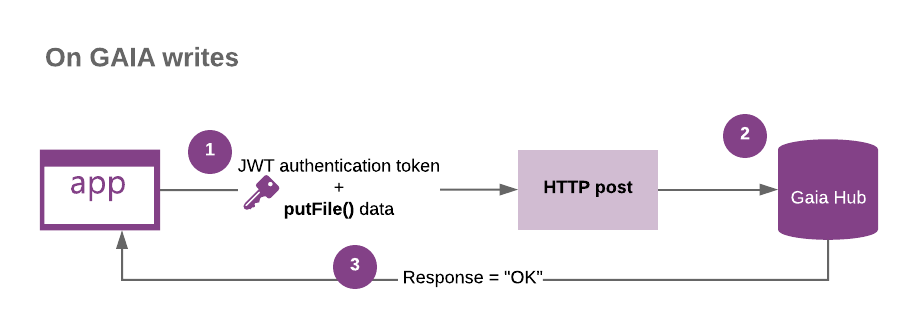 On GAIA writes
1
2
app
JWT authentication token
+
putFile() data
HTTP post
Gaia Hub
3
Response = "OK"